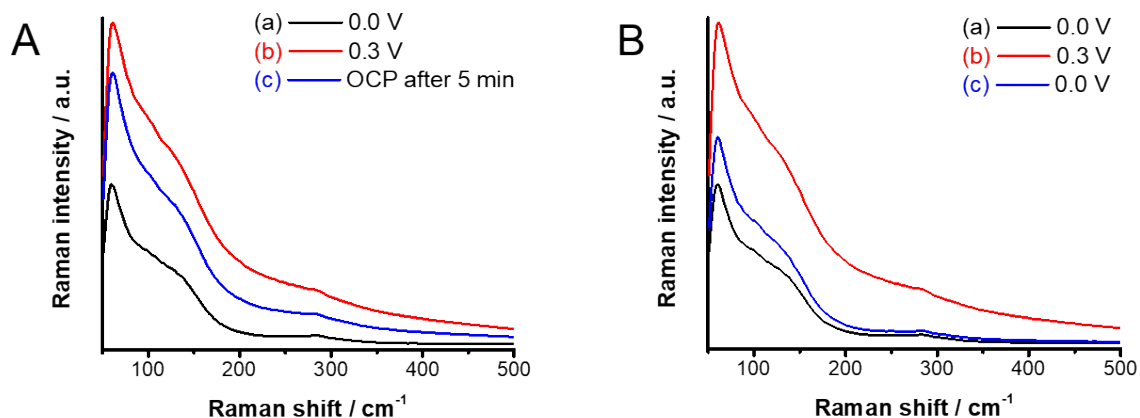 A
(a) 0.0 V
(b) 0.3 V
(c) OCP after 5 min
Raman intensity / a.u.
100 200 300 400 500
Raman shift / cm⁻¹
B
(a) 0.0 V
(b) 0.3 V
(c) 0.0 V
Raman intensity / a.u.
100 200 300 400 500
Raman shift / cm⁻¹